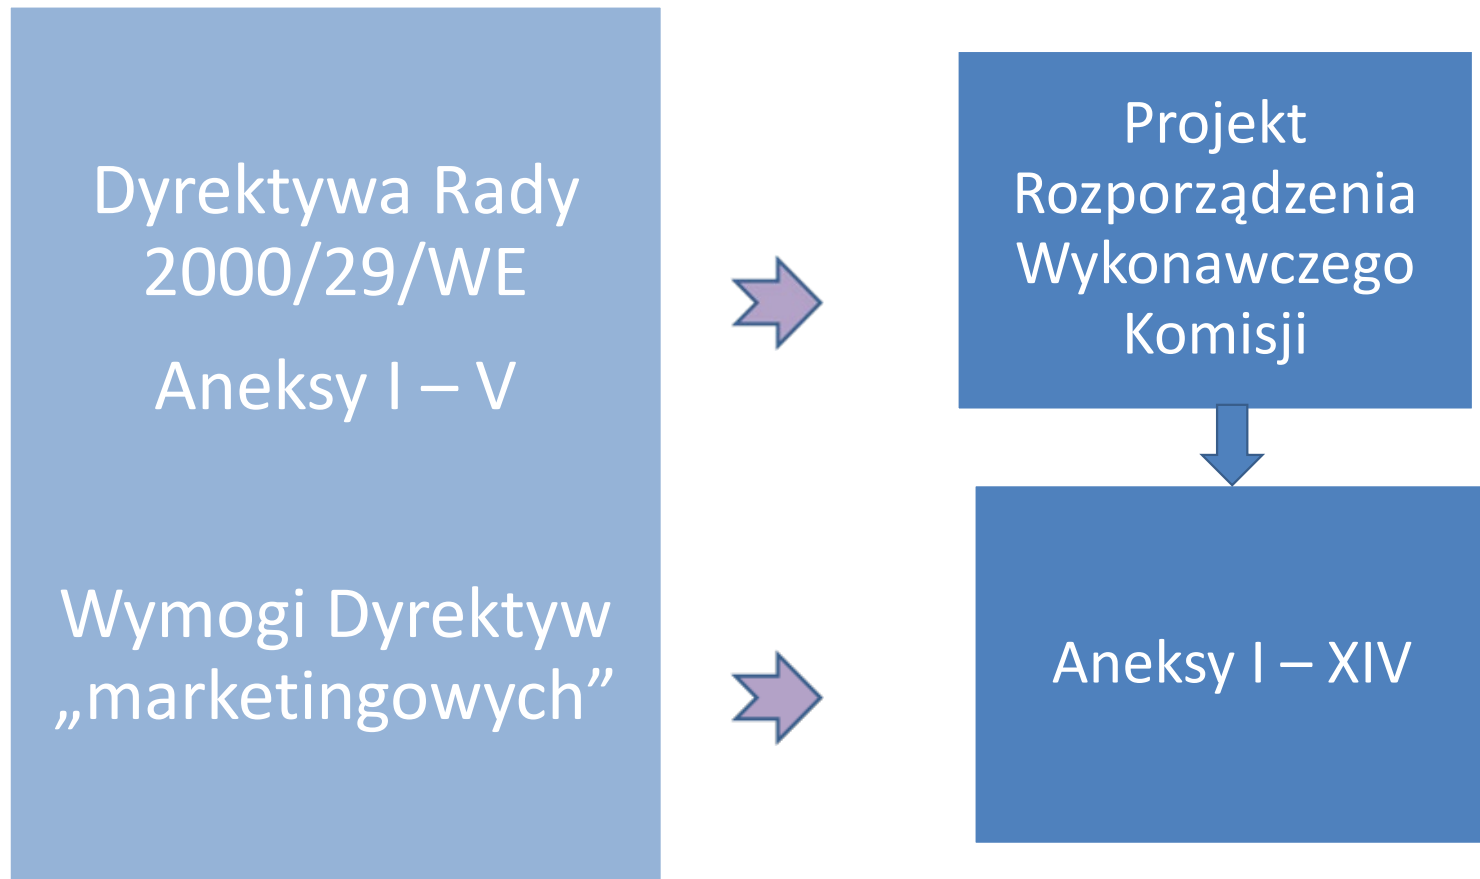 Dyrektywa Rady
2000/29/WE
Aneksy I – V
Wymogi Dyrektyw
„marketingowych”
Projekt
Rozporządzenia
Wykonawczego
Komisji
Aneksy I – XIV